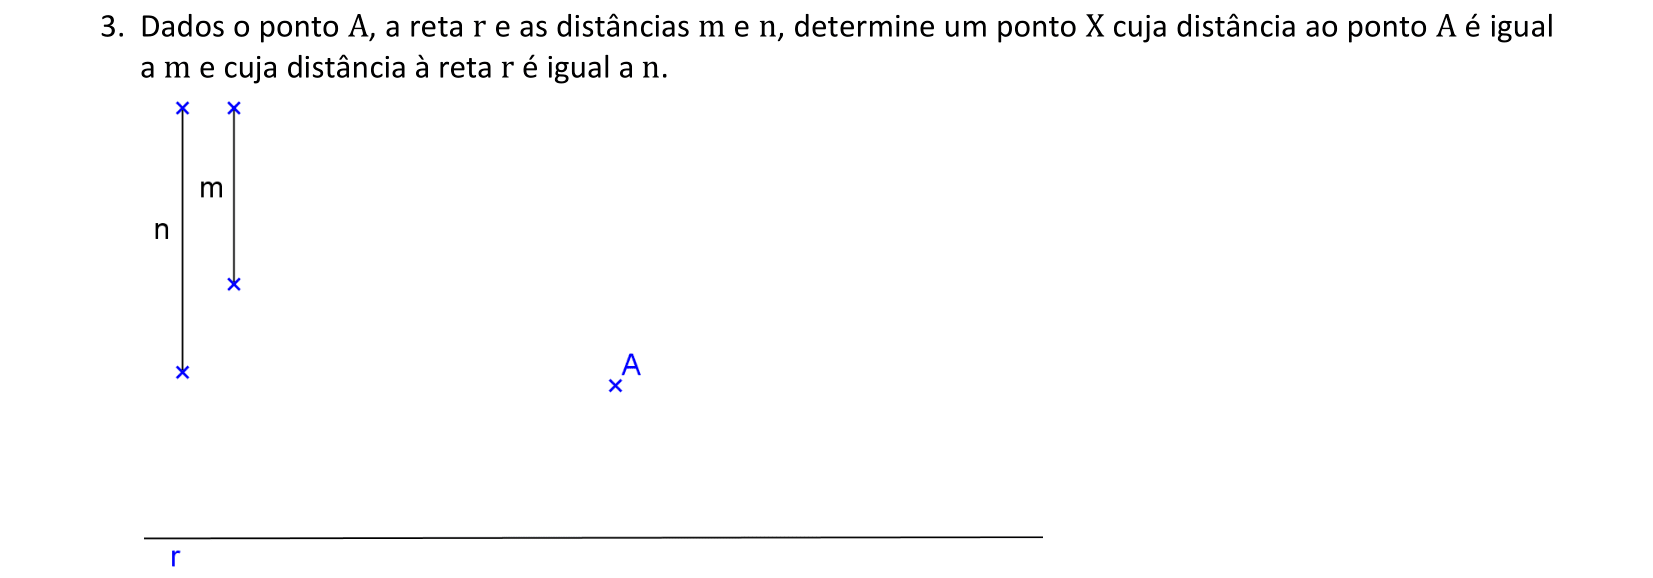 3. Dados o ponto A, a reta r e as distâncias m e n, determine um ponto X cuja distância ao ponto A é igual
a m e cuja distância à reta r é igual a n.
m
n
A
r